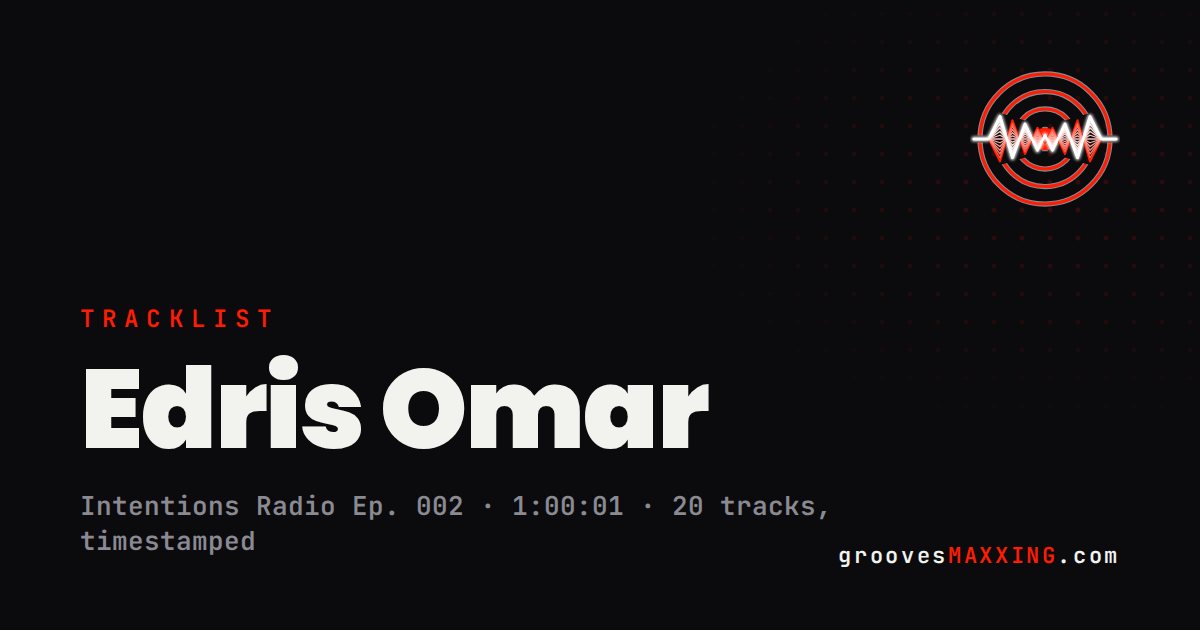 TRACKLIST
Edris Omar
Intentions Radio Ep. 002 · 1:00:01 · 20 tracks,
timestamped
groovesMAXXING.com